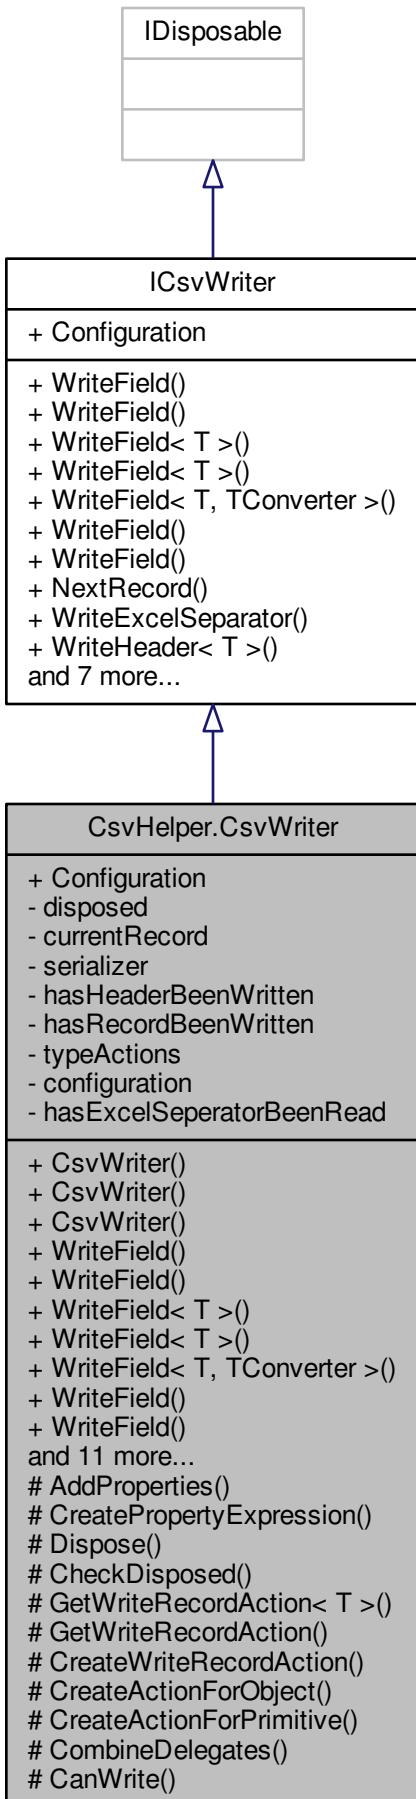 IDisposable
ICsvWriter
+ Configuration
+ WriteField()
+ WriteField()
+ WriteField< T >()
+ WriteField< T >()
+ WriteField< T, TConverter >()
+ WriteField()
+ WriteField()
+ NextRecord()
+ WriteExcelSeparator()
+ WriteHeader< T >()
and 7 more...
CsvHelper.CsvWriter
+ Configuration
- disposed
- currentRecord
- serializer
- hasHeaderBeenWritten
- hasRecordBeenWritten
- typeActions
- configuration
- hasExcelSeperatorBeenRead
+ CsvWriter()
+ CsvWriter()
+ CsvWriter()
+ WriteField()
+ WriteField()
+ WriteField< T >()
+ WriteField< T >()
+ WriteField< T, TConverter >()
+ WriteField()
+ WriteField()
and 11 more...
# AddProperties()
# CreatePropertyExpression()
# Dispose()
# CheckDisposed()
# GetWriteRecordAction< T >()
# GetWriteRecordAction()
# CreateWriteRecordAction()
# CreateActionForObject()
# CreateActionForPrimitive()
# CombineDelegates()
# CanWrite()